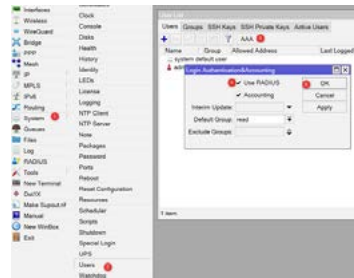 Interfaces
Wireless
WireGuard
Bridge
PPP
Mesh
IP
MPLS
IPv6
Routing
System
Queues
Files
Log
RADIUS
Tools
New Terminal
Dot1X
Make Supout.rif
Manual
New WinBox
Exit
Certificates
Clock
Console
Disks
Health
History
Identity
LEDs
License
Logging
NTP Client
NTP Server
Note
Packages
Password
Ports
Reboot
Reset Configuration
Resources
Scheduler
Scripts
Shutdown
Special Login
UPS
Users
Watchdog
User List
Users Groups SSH Keys SSH Private Keys Active Users
AAA
Name Group Allowed Address Last Logged
system default user
Login Authentication&Accounting
Use RADIUS
Accounting
Interim Update:
Default Group: read
Exclude Groups:
OK
Cancel
Apply
1 item